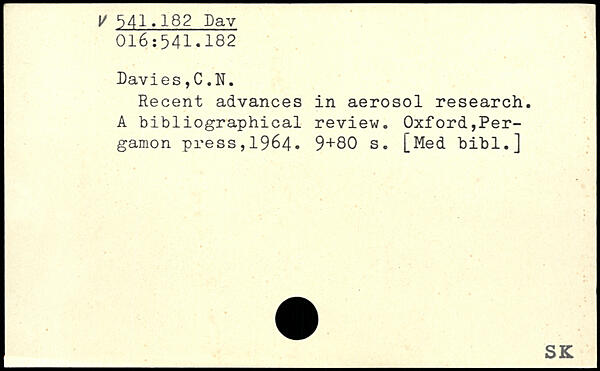 V 541.182 Dav
016:541.182
Davies,C.N.
Recent advances in aerosol research.
A bibliographical review. Oxford,Per-
gamon press,1964. 9+80 s. [Med bibl.]
SK